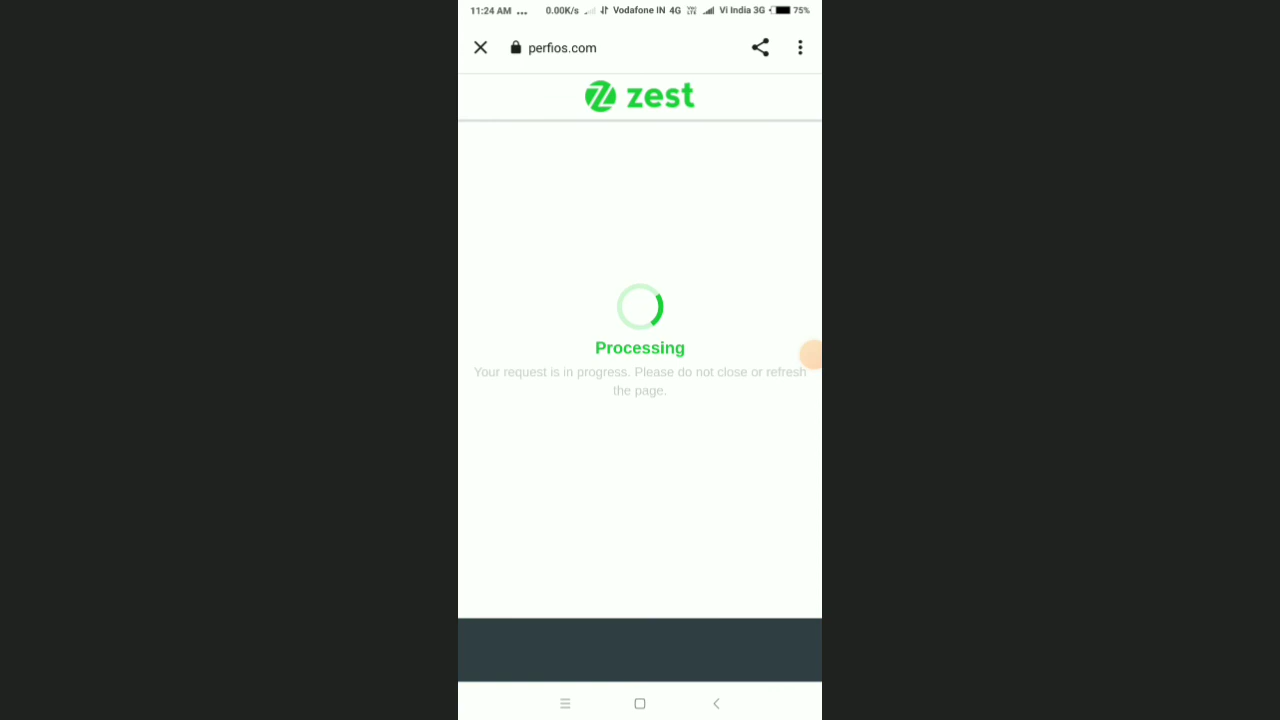 11:24 AM ... 0.00K/s Vodafone IN 4G VoLTE Vi India 3G 75%
perfios.com
zest
Processing
Your request is in progress. Please do not close or refresh
the page.